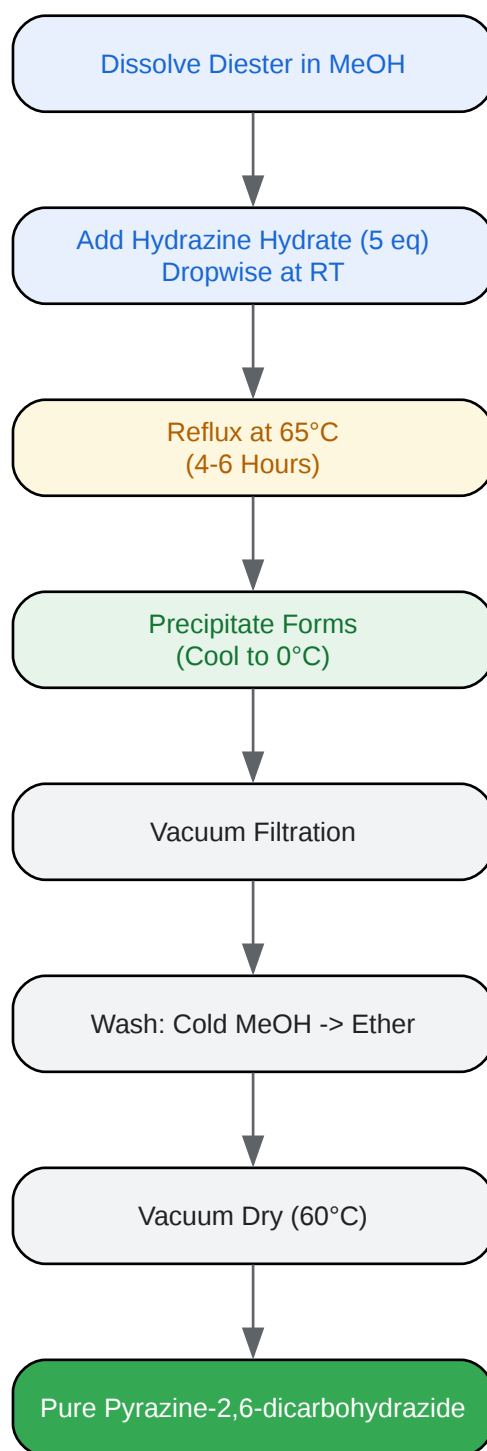 Dissolve Diester in MeOH
Add Hydrazine Hydrate (5 eq)
Dropwise at RT
Reflux at 65°C
(4-6 Hours)
Precipitate Forms
(Cool to 0°C)
Vacuum Filtration
Wash: Cold MeOH -> Ether
Vacuum Dry (60°C)
Pure Pyrazine-2,6-dicarbohydrazide